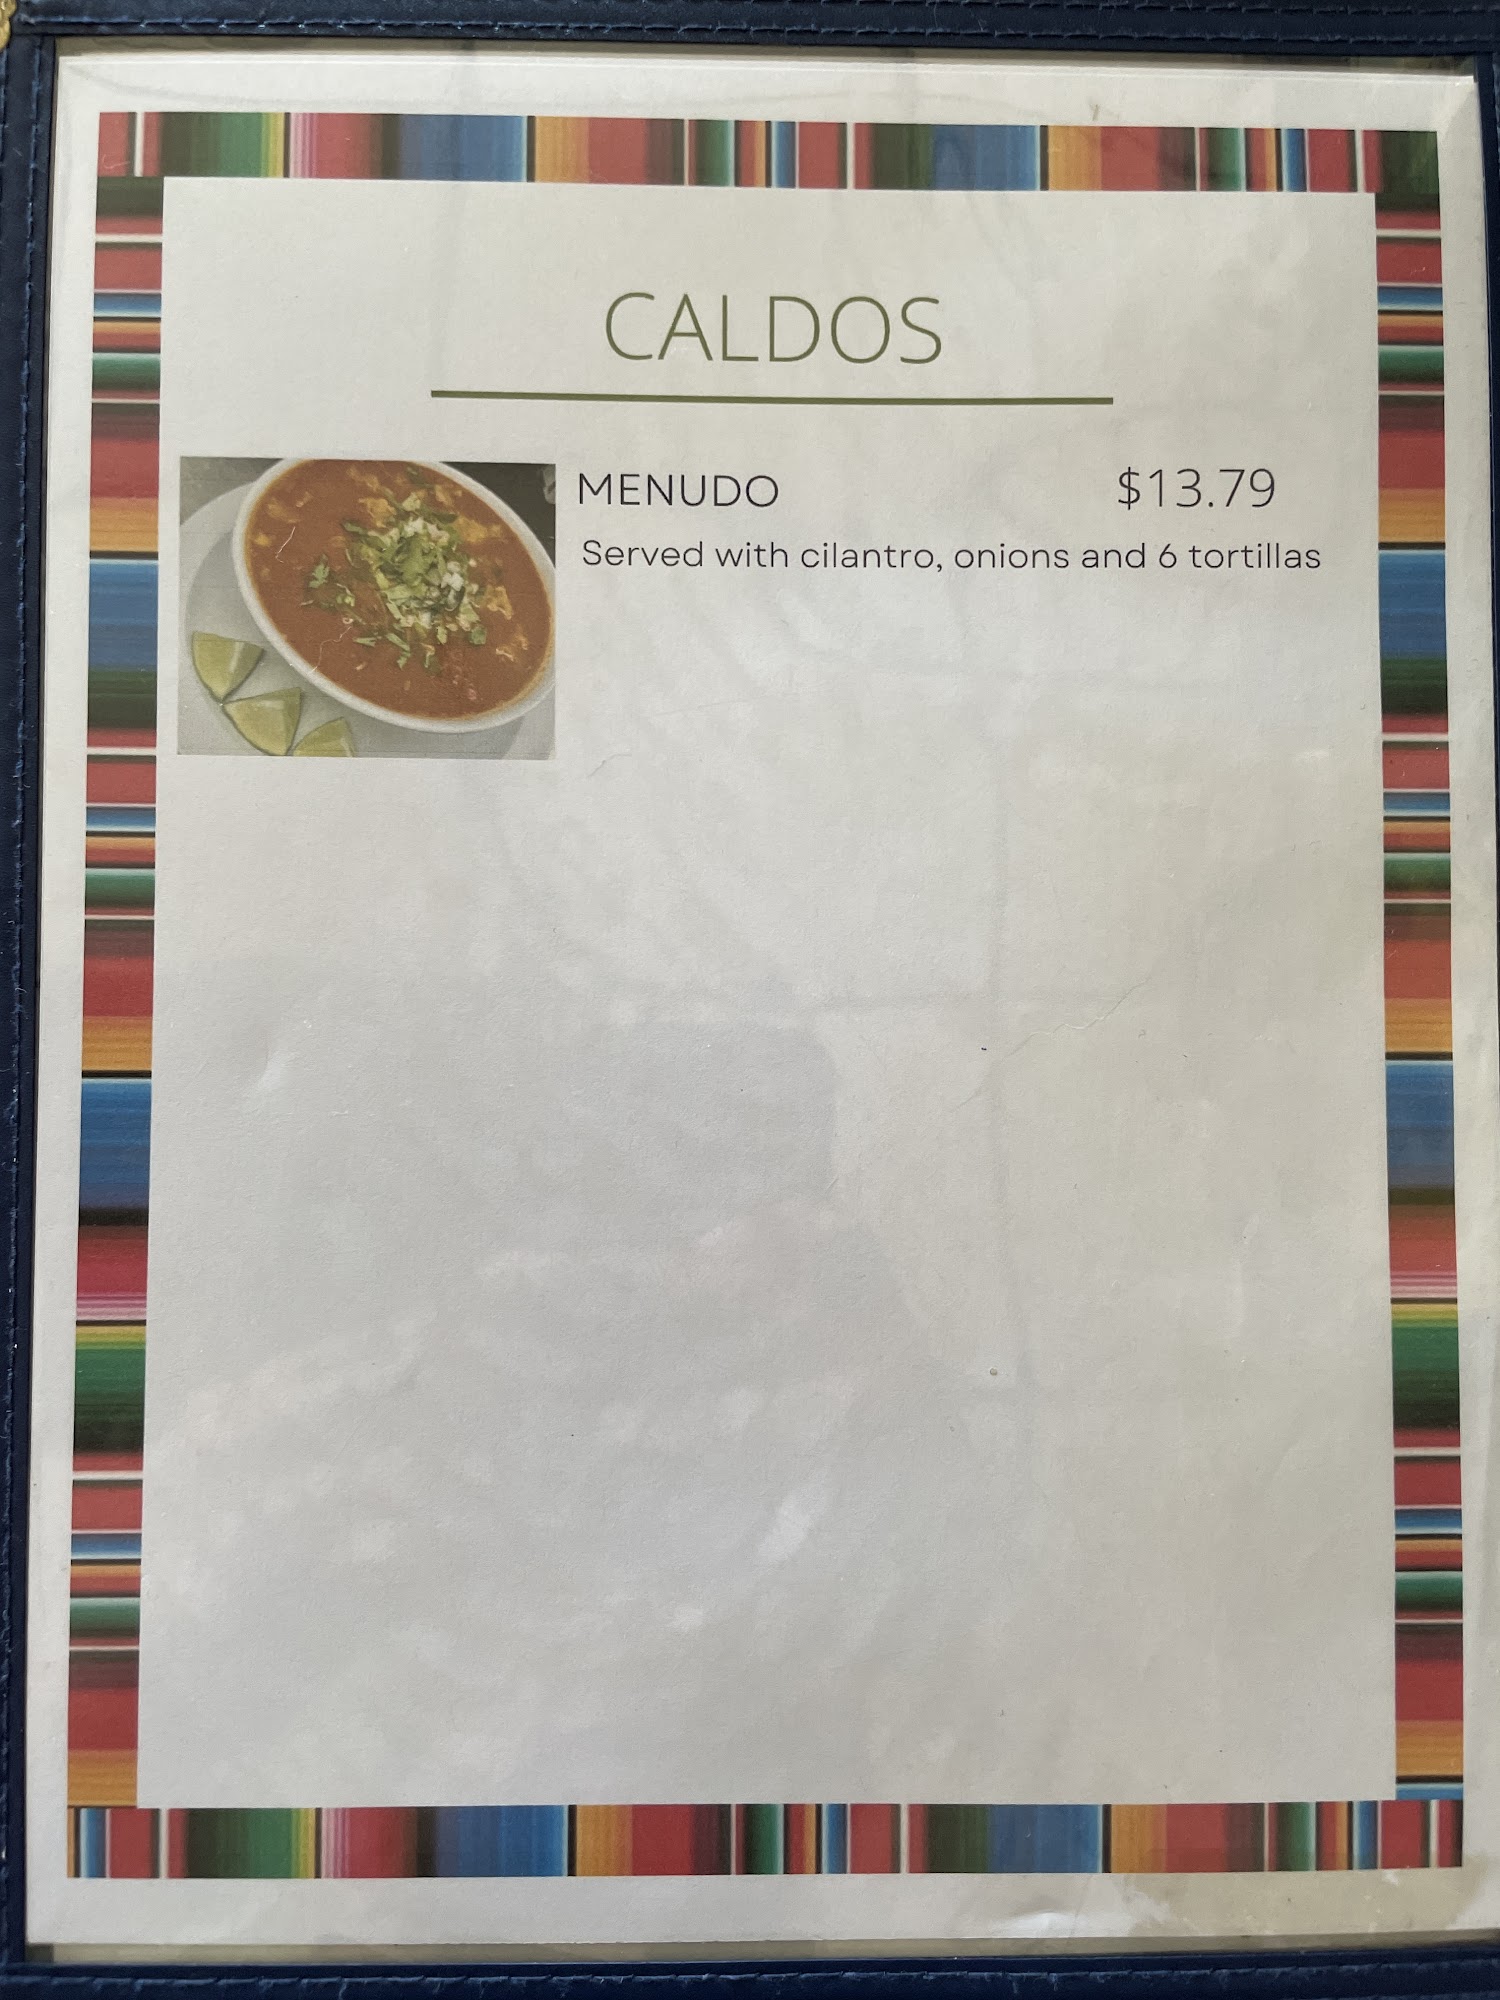 CALDOS
MENUDO $13.79
Served with cilantro, onions and 6 tortillas